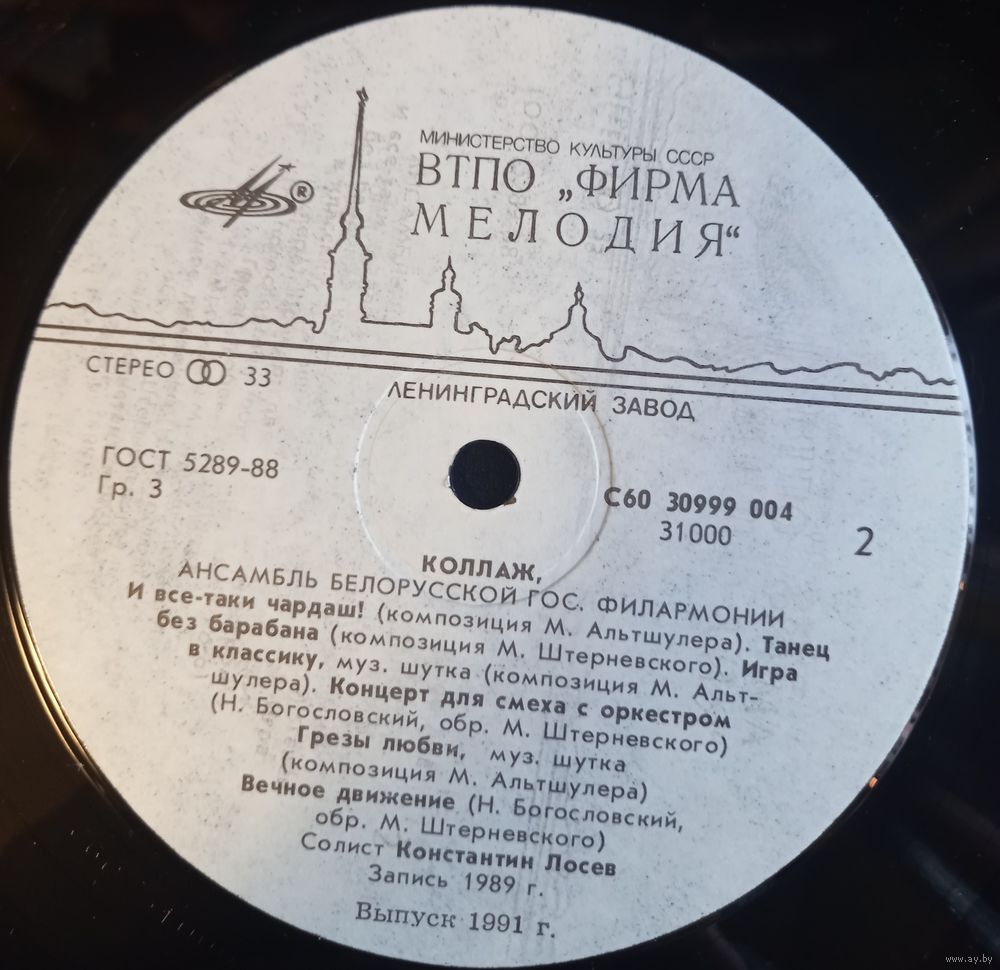 МИНИСТЕРСТВО КУЛЬТУРЫ СССР
ВТПО „ФИРМА
МЕЛОДИЯ“
®
СТЕРЕО 33
ЛЕНИНГРАДСКИЙ ЗАВОД
ГОСТ 5289-88
Гр. 3
С60 30999 004
31000
2
КОЛЛАЖ,
АНСАМБЛЬ БЕЛОРУССКОЙ ГОС. ФИЛАРМОНИИ
И все-таки чардаш! (композиция М. Альтшулера). Танец
без барабана (композиция М. Штерневского). Игра
в классику, муз. шутка (композиция М. Альт-
шулера). Концерт для смеха с оркестром
(Н. Богословский, обр. М. Штерневского)
Грезы любви, муз. шутка
(композиция М. Альтшулера)
Вечное движение (Н. Богословский,
обр. М. Штерневского)
Солист Константин Лосев
Запись 1989 г.
Выпуск 1991 г.
www.ay.by